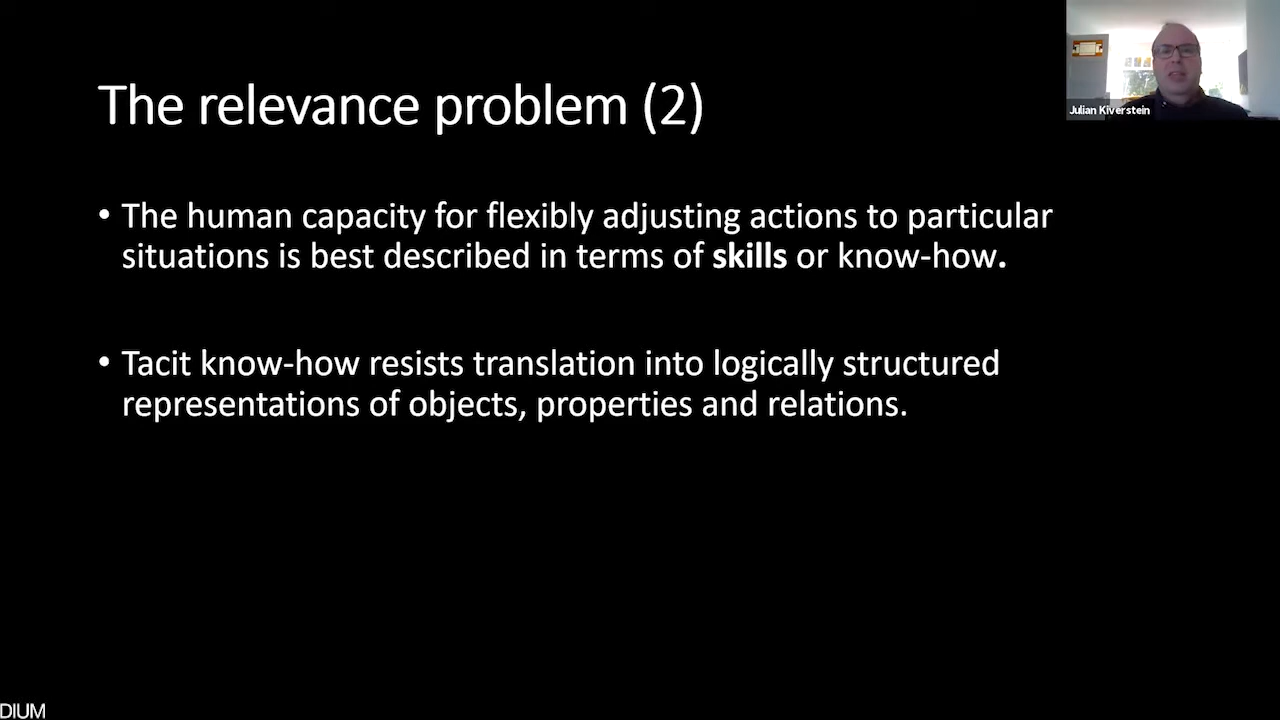 The relevance problem (2)
Julian Kiverstein
• The human capacity for flexibly adjusting actions to particular
situations is best described in terms of skills or know-how.
• Tacit know-how resists translation into logically structured
representations of objects, properties and relations.
DIUM